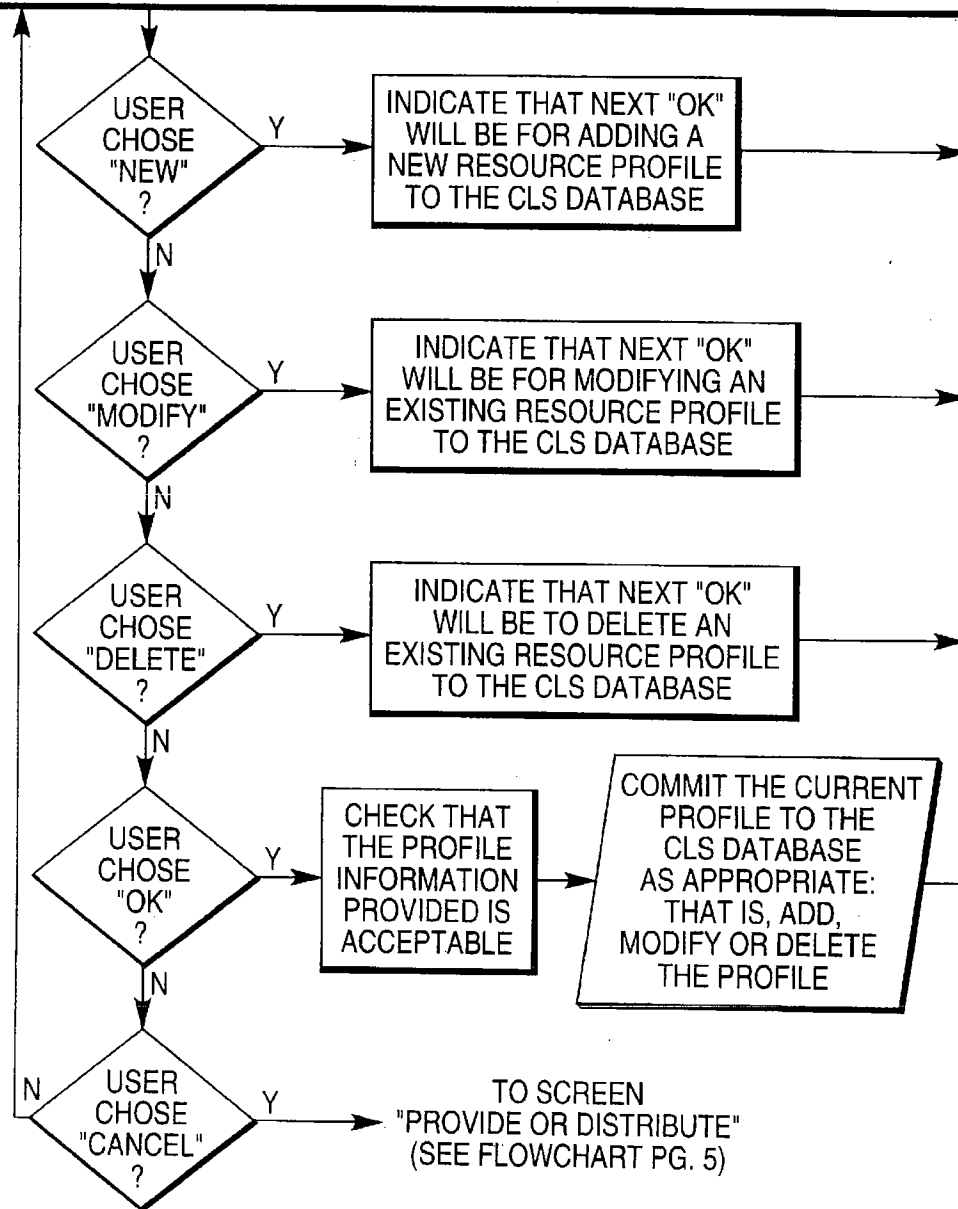 USER
CHOSE
"NEW"
?
Y
INDICATE THAT NEXT "OK"
WILL BE FOR ADDING A
NEW RESOURCE PROFILE
TO THE CLS DATABASE
N
USER
CHOSE
"MODIFY"
?
Y
INDICATE THAT NEXT "OK"
WILL BE FOR MODIFYING AN
EXISTING RESOURCE PROFILE
TO THE CLS DATABASE
N
USER
CHOSE
"DELETE"
?
Y
INDICATE THAT NEXT "OK"
WILL BE TO DELETE AN
EXISTING RESOURCE PROFILE
TO THE CLS DATABASE
N
USER
CHOSE
"OK"
?
Y
CHECK THAT
THE PROFILE
INFORMATION
PROVIDED IS
ACCEPTABLE
COMMIT THE CURRENT
PROFILE TO THE
CLS DATABASE
AS APPROPRIATE:
THAT IS, ADD,
MODIFY OR DELETE
THE PROFILE
N
N
USER
CHOSE
"CANCEL"
?
Y
TO SCREEN
"PROVIDE OR DISTRIBUTE"
(SEE FLOWCHART PG. 5)